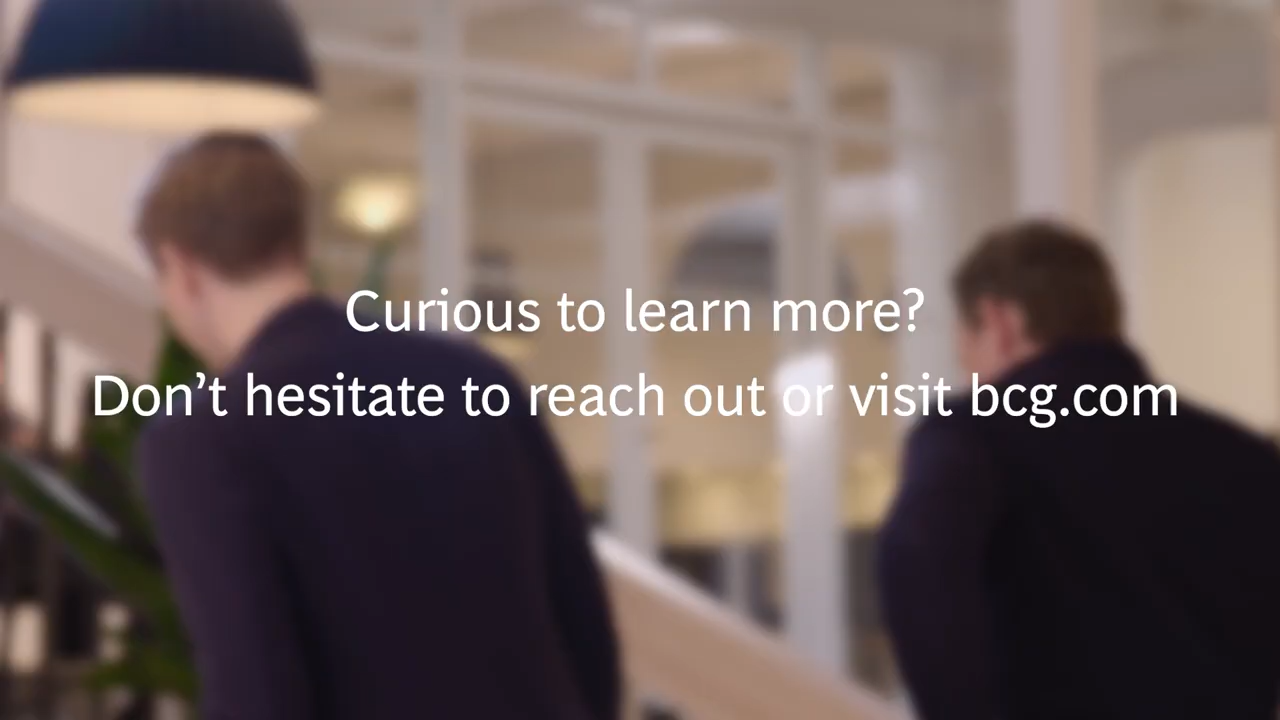 Curious to learn more?
Don’t hesitate to reach out or visit bcg.com